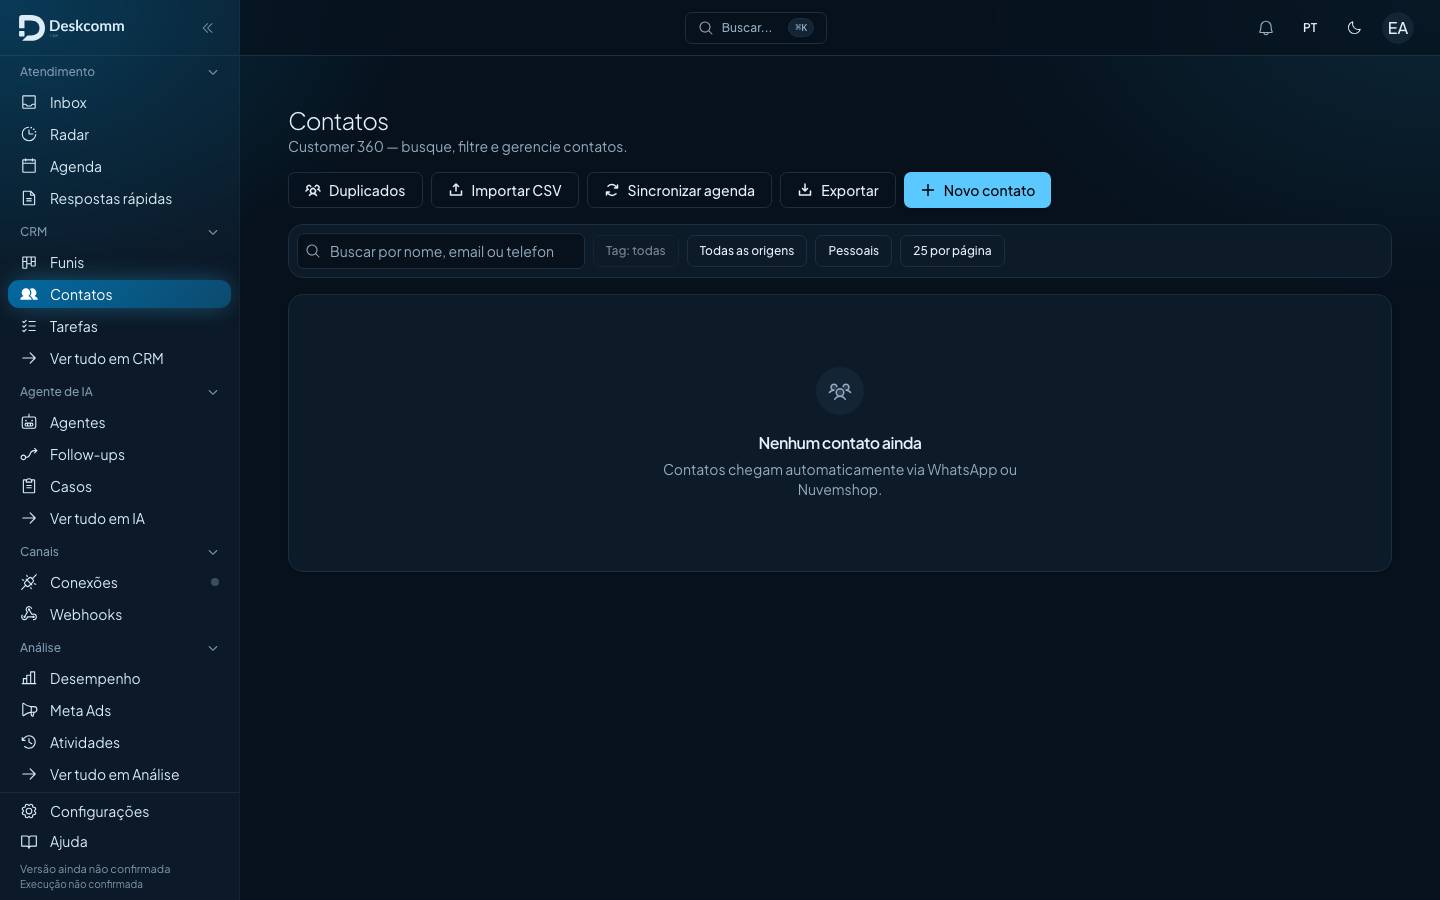 Deskcomm
Buscar...
⌘K
PT
EA
Atendimento
Inbox
Radar
Agenda
Respostas rápidas
CRM
Funis
Contatos
Tarefas
Ver tudo em CRM
Agente de IA
Agentes
Follow-ups
Casos
Ver tudo em IA
Canais
Conexões
Webhooks
Análise
Desempenho
Meta Ads
Atividades
Ver tudo em Análise
Configurações
Ajuda
Versão ainda não confirmada
Execução não confirmada
Contatos
Customer 360 — busque, filtre e gerencie contatos.
Duplicados
Importar CSV
Sincronizar agenda
Exportar
Novo contato
Buscar por nome, email ou telefon
Tag: todas
Todas as origens
Pessoais
25 por página
Nenhum contato ainda
Contatos chegam automaticamente via WhatsApp ou
Nuvemshop.